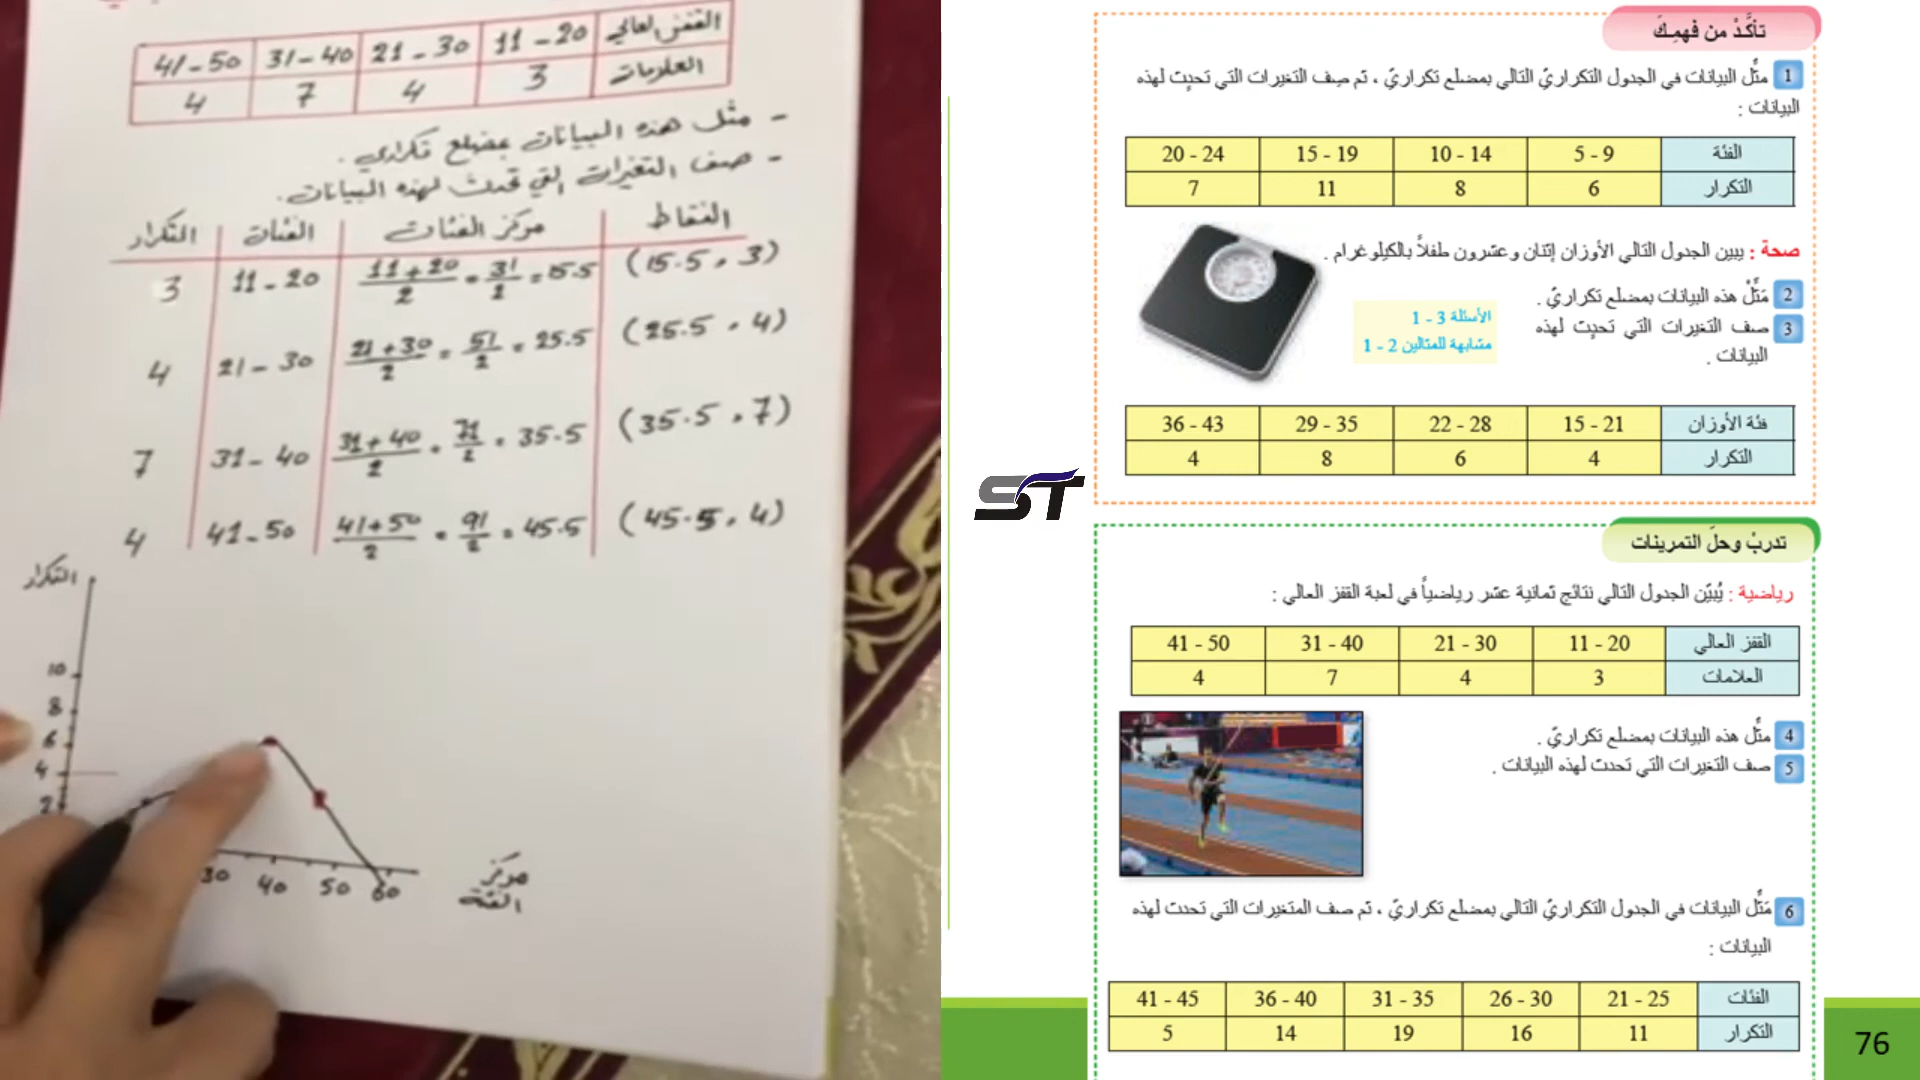 القفز العالي 11 - 20 21 - 30 31 - 40 41 - 50
العلامات 3 4 7 4
- مثل هذه البيانات بمضلع تكراري .
- صف التغيرات التي تحدث لهذه البيانات .
التكرار الفئات مركز الفئات النقاط
3 11 - 20 11+20/2 = 31/2 = 15.5 (15.5 , 3)
4 21 - 30 21+30/2 = 51/2 = 25.5 (25.5 , 4)
7 31 - 40 31+40/2 = 71/2 = 35.5 (35.5 , 7)
4 41 - 50 41+50/2 = 91/2 = 45.5 (45.5 , 4)
التكرار
10
8
6
4
2
30 40 50 60
مركز
الفئة
ST
تأكَّدْ من فهمِكَ
1 مثِّل البيانات في الجدول التكراريّ التالي بمضلع تكراريّ ، ثم صِف التغيرات التي تحدِث لهذه
البيانات :
الفئة 5 - 9 10 - 14 15 - 19 20 - 24
التكرار 6 8 11 7
صحة : يبين الجدول التالي الأوزان إثنان وعشرون طفلاً بالكيلوغرام .
2 مَثِّلْ هذه البيانات بمضلع تكراريّ .
3 صف التغيرات التي تحدِث لهذه
البيانات .
الأسئلة 3 - 1
مشابهة للمثالين 2 - 1
فئة الأوزان 15 - 21 22 - 28 29 - 35 36 - 43
التكرار 4 6 8 4
تدربْ وحلَ التمرينات
رياضية : يُبيّن الجدول التالي نتائج ثمانية عشر رياضياً في لعبة القفز العالي :
القفز العالي 11 - 20 21 - 30 31 - 40 41 - 50
العلامات 3 4 7 4
4 مثِّل هذه البيانات بمضلع تكراريّ .
5 صف التغيرات التي تحدث لهذه البيانات .
6 مَثِّل البيانات في الجدول التكراريّ التالي بمضلع تكراريّ ، ثم صف المتغيرات التي تحدث لهذه
البيانات :
الفئات 21 - 25 26 - 30 31 - 35 36 - 40 41 - 45
التكرار 11 16 19 14 5
76